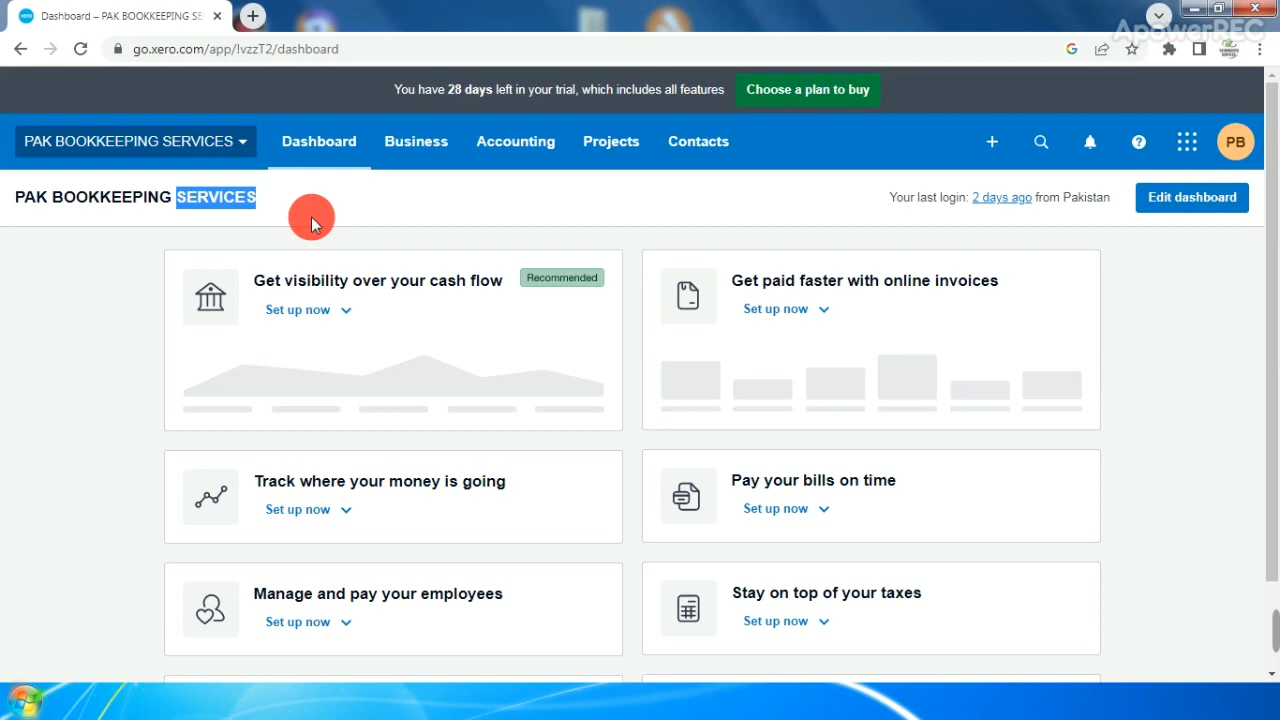 Dashboard – PAK BOOKKEEPING SE
ApowerREC
go.xero.com/app/!vzzT2/dashboard
You have 28 days left in your trial, which includes all features
Choose a plan to buy
PAK BOOKKEEPING SERVICES
Dashboard
Business
Accounting
Projects
Contacts
PB
PAK BOOKKEEPING SERVICES
Your last login: 2 days ago from Pakistan
Edit dashboard
Get visibility over your cash flow
Recommended
Set up now
Get paid faster with online invoices
Set up now
Track where your money is going
Set up now
Pay your bills on time
Set up now
Manage and pay your employees
Set up now
Stay on top of your taxes
Set up now